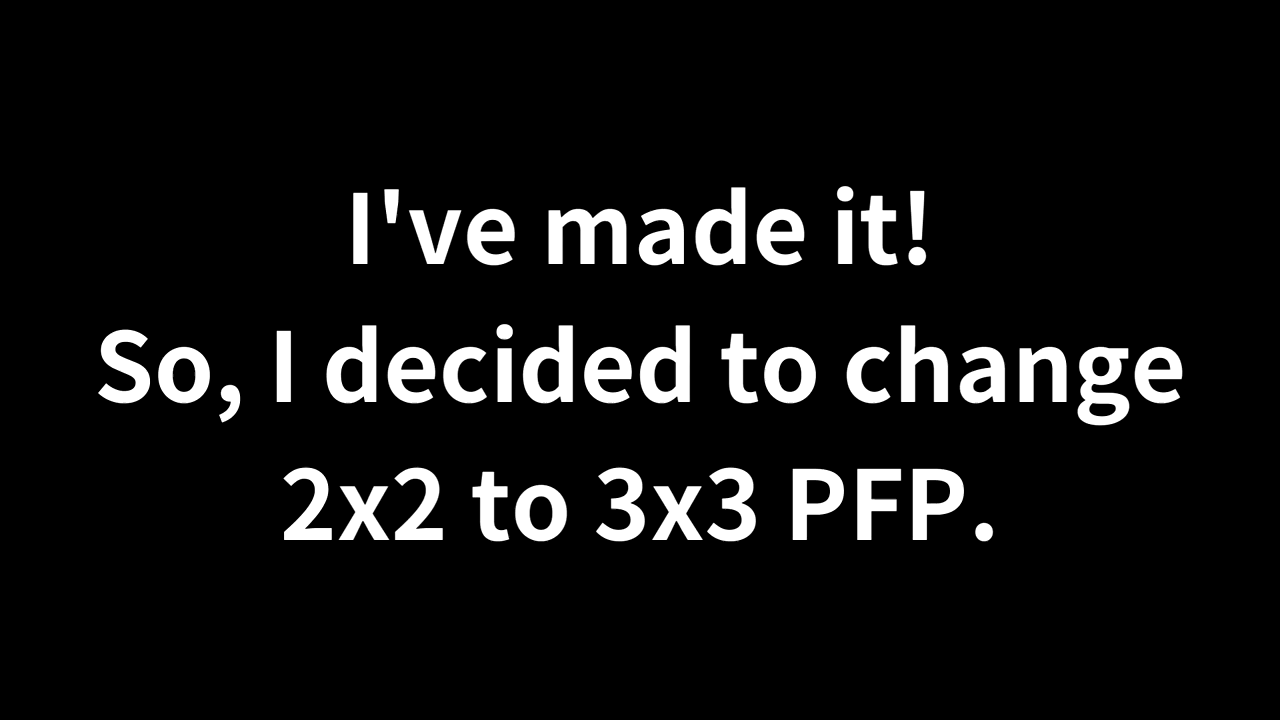 I've made it!
So, I decided to change
2x2 to 3x3 PFP.